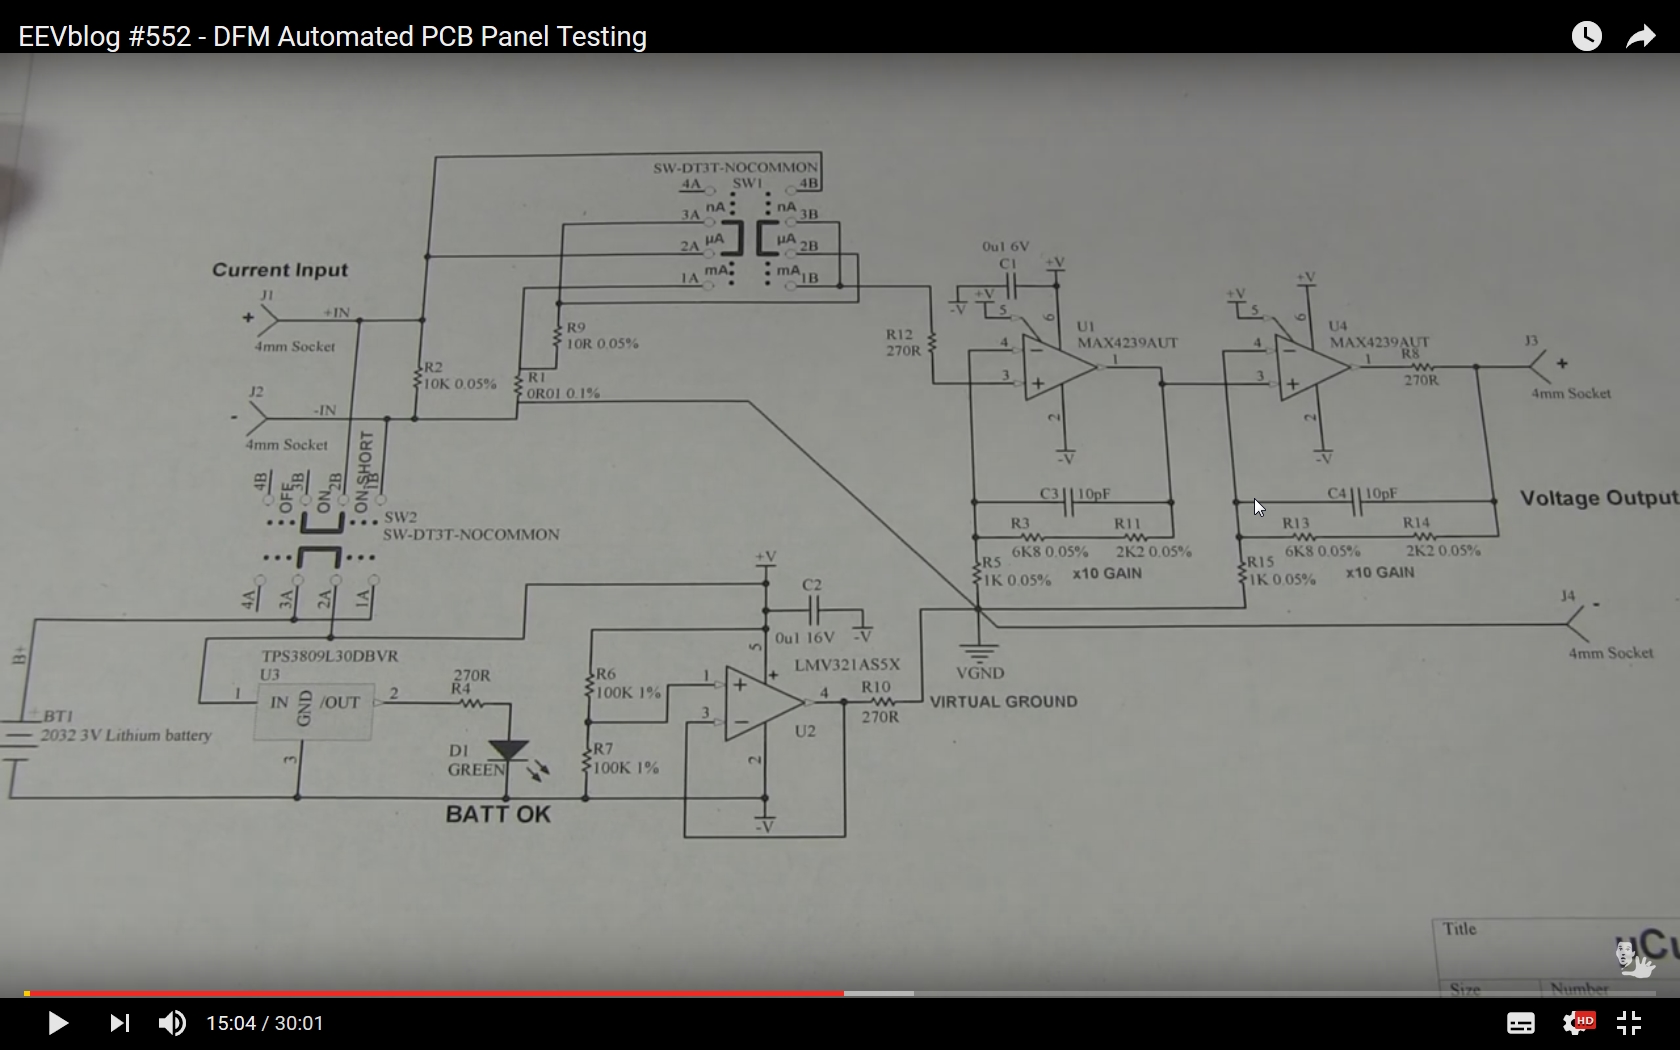 EEVblog #552 - DFM Automated PCB Panel Testing
SW-DT3T-NOCOMMON
4A SW1 4B
nA nA
3A 3B
µA µA
2A 2B
mA mA
1A 1B
Current Input
J1
+ +IN
4mm Socket
J2
- -IN
4mm Socket
R2
10K 0.05%
R9
10R 0.05%
R1
0R01 0.1%
R12
270R
0u1 6V
C1
+V
-V
+V
5
6
4
3
2
1
U1
MAX4239AUT
-V
C3 10pF
R3 R11
6K8 0.05% 2K2 0.05%
R5
1K 0.05% x10 GAIN
+V
+V
5
6
4
3
2
1
U4
MAX4239AUT
-V
R8
270R
J3
+
4mm Socket
C4 10pF
R13 R14
6K8 0.05% 2K2 0.05%
R15
1K 0.05% x10 GAIN
Voltage Output
J4
-
4mm Socket
VGND
VIRTUAL GROUND
4B 3B 2B 1B
OFF ON ON-SHORT
SW2
SW-DT3T-NOCOMMON
4A 3A 2A 1A
B+
BT1
2032 3V Lithium battery
TPS3809L30DBVR
U3
1 IN GND /OUT 2
3
270R
R4
D1
GREEN
BATT OK
+V
C2
0u1 16V -V
5
R6
100K 1%
R7
100K 1%
1 +
3 -
+
4
2
LMV321AS5X
U2
R10
270R
-V
Title
µCu
Size Number
15:04 / 30:01
HD